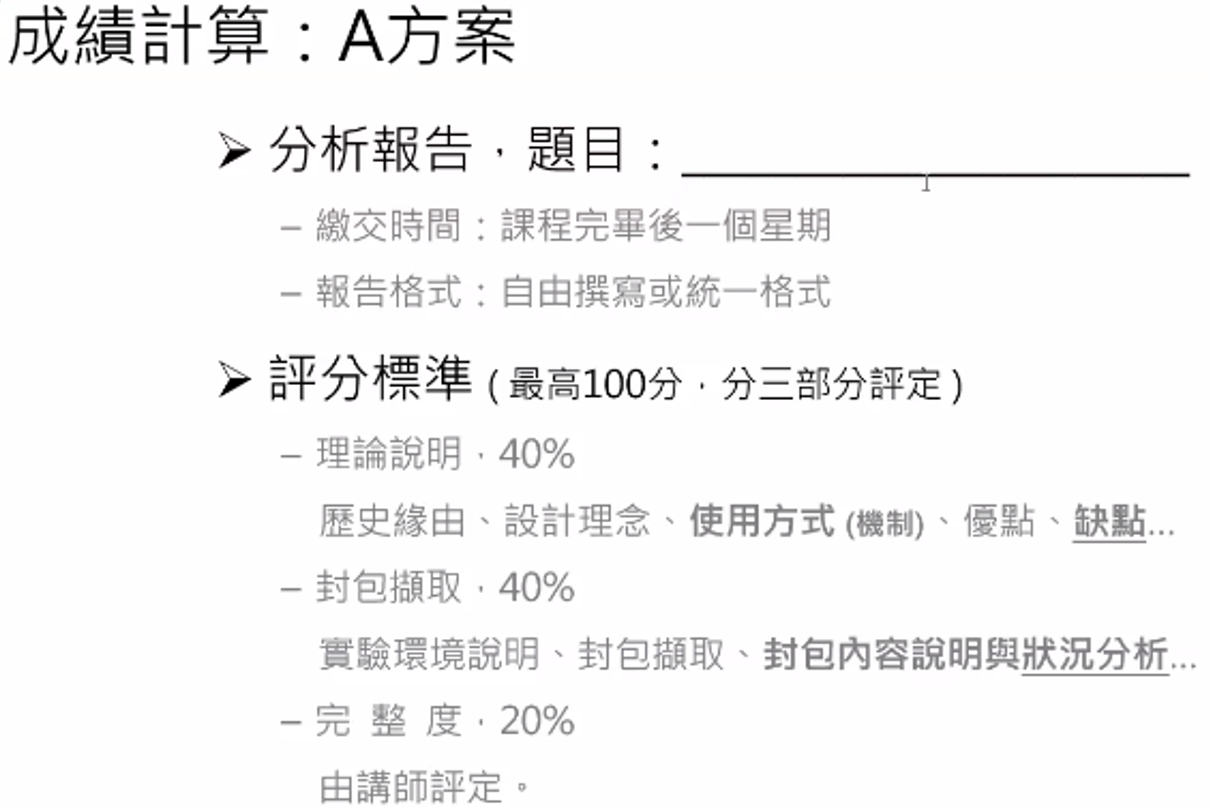 成績計算：A方案
➢ 分析報告，題目：＿＿＿＿＿＿＿＿＿＿
– 繳交時間：課程完畢後一個星期
– 報告格式：自由撰寫或統一格式
➢ 評分標準 ( 最高100分，分三部分評定 )
– 理論說明，40%
歷史緣由、設計理念、使用方式 (機制)、優點、缺點…
– 封包擷取，40%
實驗環境說明、封包擷取、封包內容說明與狀況分析…
– 完 整 度，20%
由講師評定。